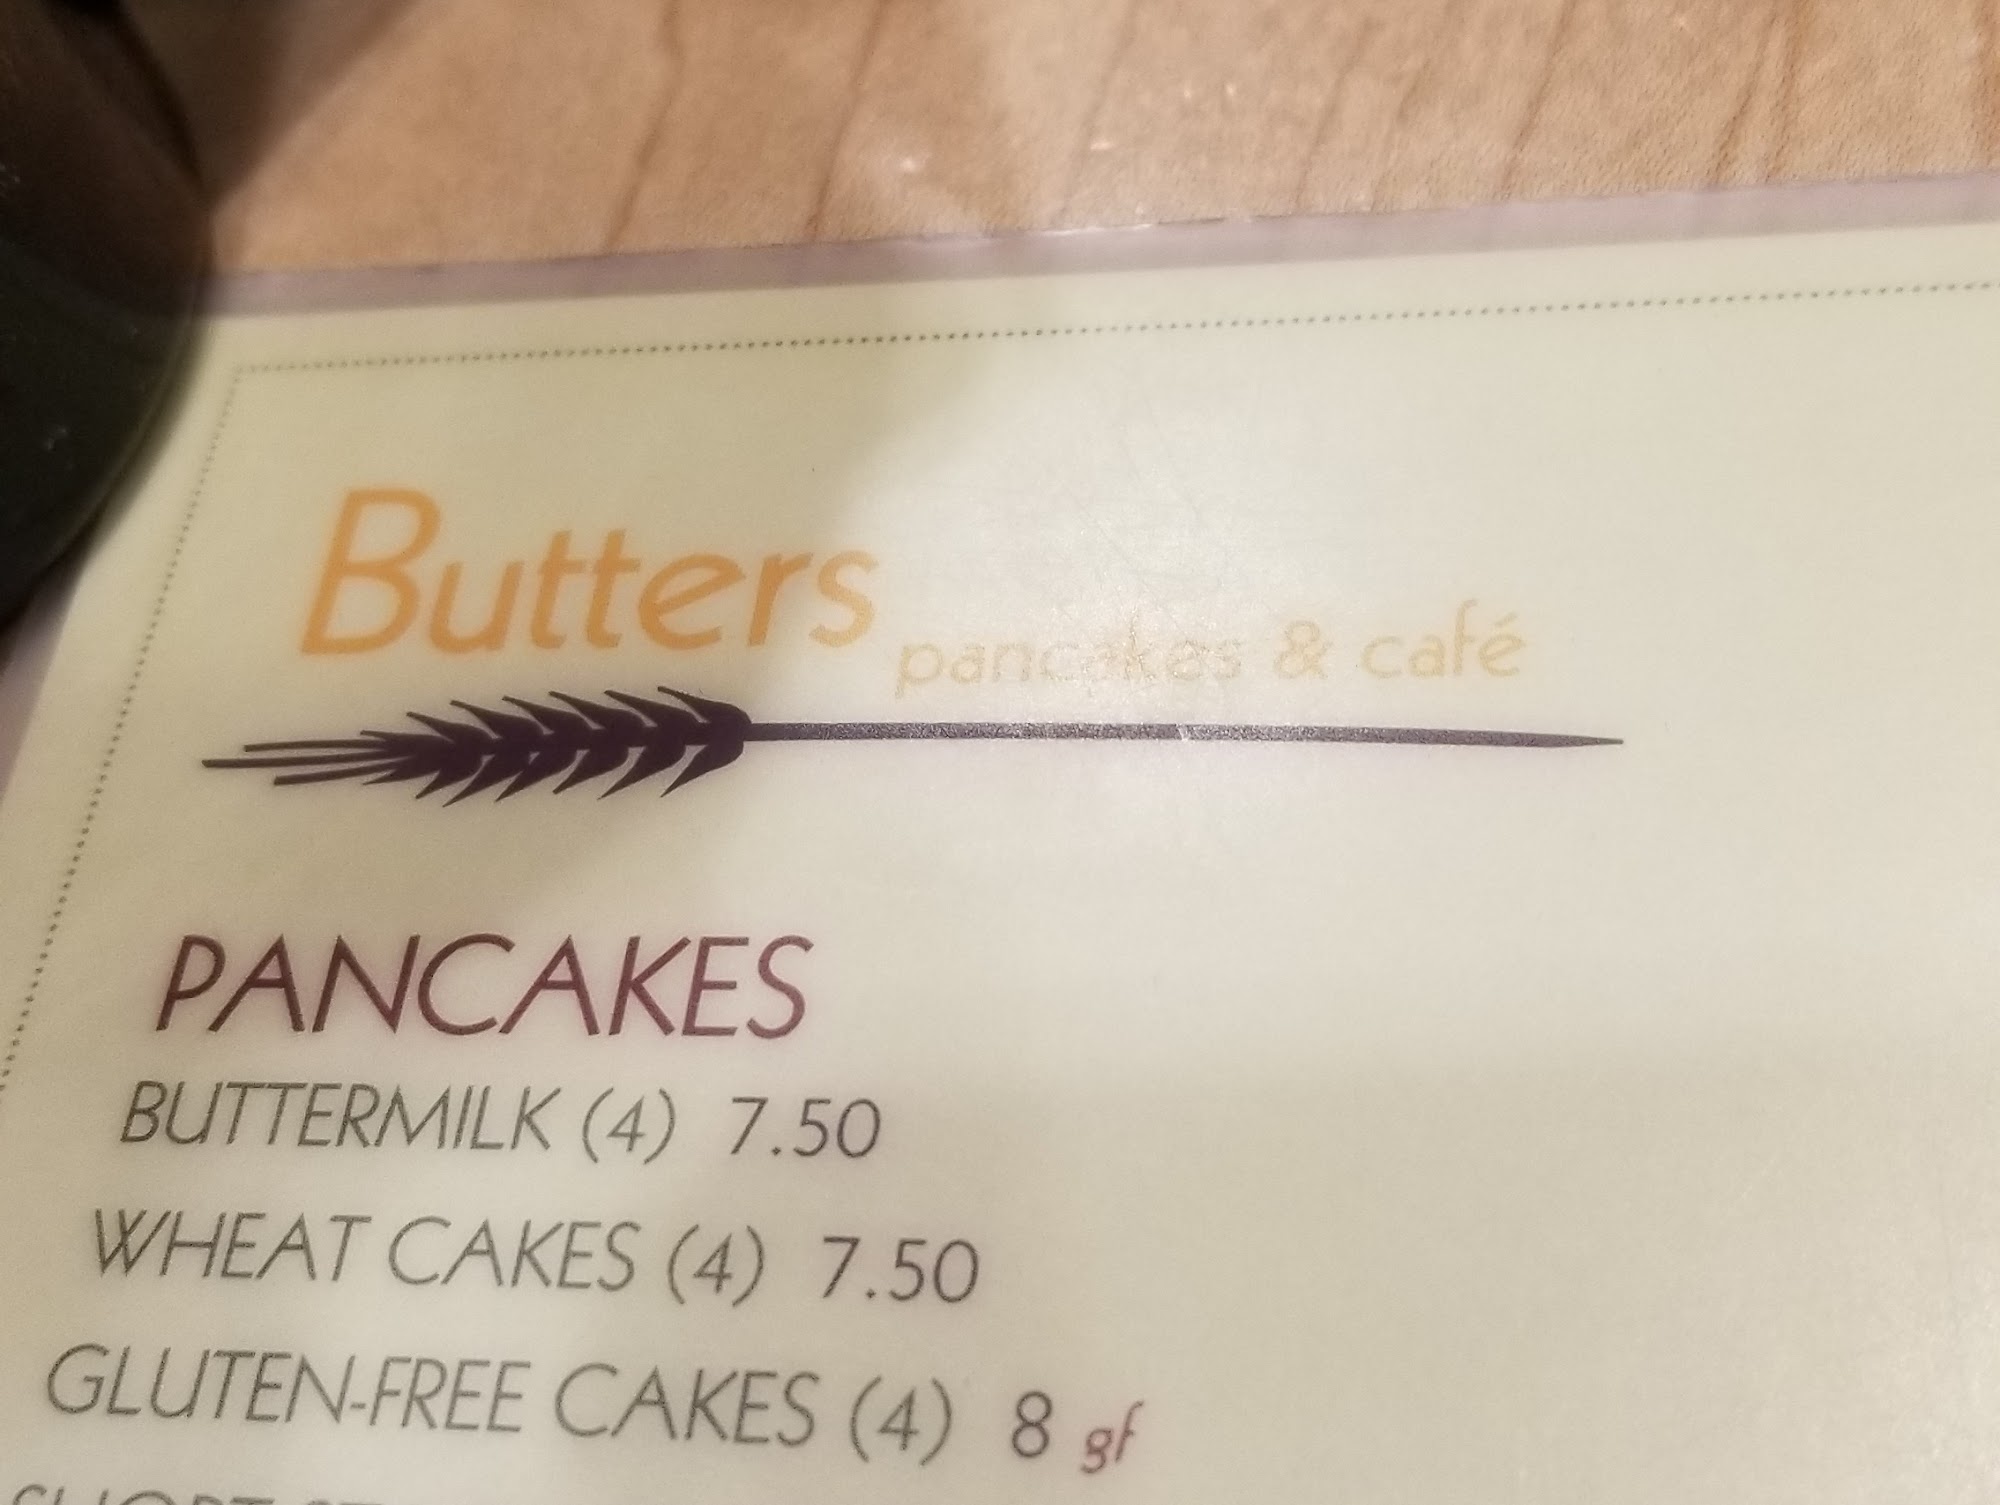 Butters pancakes & café
PANCAKES
BUTTERMILK (4) 7.50
WHEAT CAKES (4) 7.50
GLUTEN-FREE CAKES (4) 8 gf